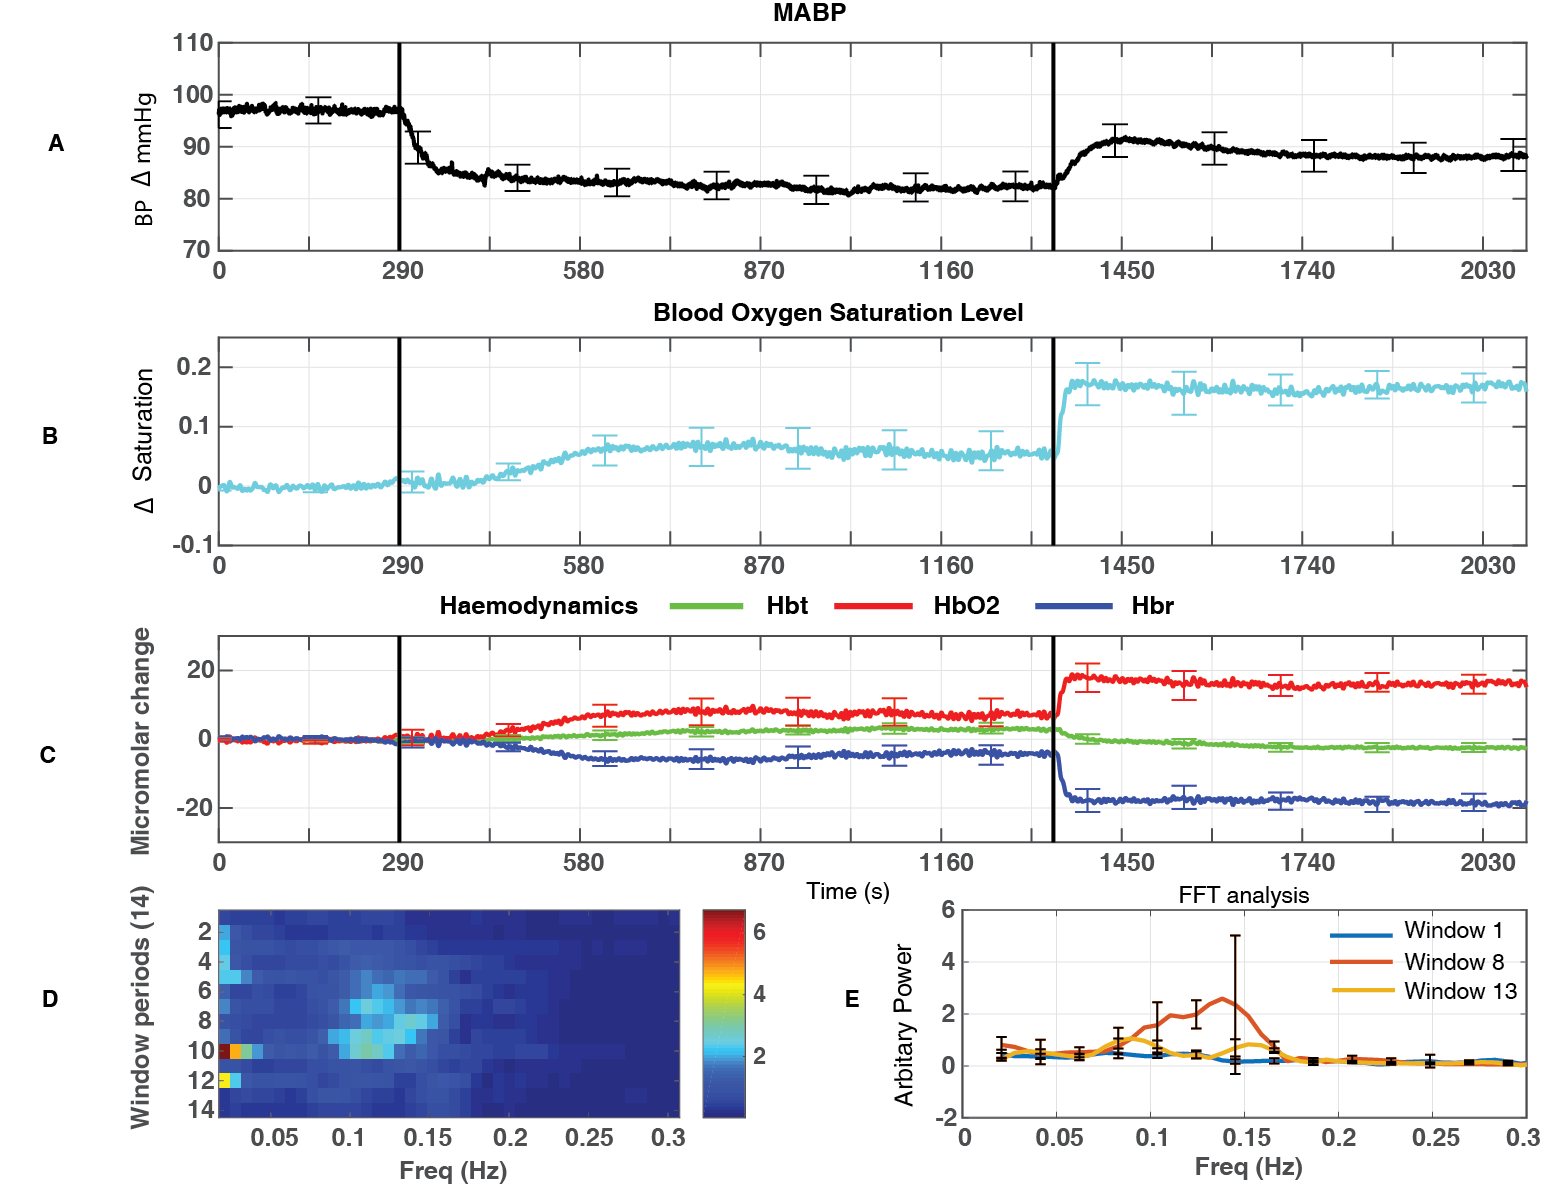 MABP
A
BP Δ mmHg
110
100
90
80
70
0 290 580 870 1160 1450 1740 2030
Blood Oxygen Saturation Level
B
Δ Saturation
0.2
0.1
0
-0.1
0 290 580 870 1160 1450 1740 2030
Haemodynamics Hbt HbO2 Hbr
C
Micromolar change
20
0
-20
0 290 580 870 1160 1450 1740 2030
Time (s)
D
Window periods (14)
2
4
6
8
10
12
14
0.05 0.1 0.15 0.2 0.25 0.3
Freq (Hz)
6
4
2
FFT analysis
E
Arbitary Power
6
4
2
0
-2
Window 1
Window 8
Window 13
0 0.05 0.1 0.15 0.2 0.25 0.3
Freq (Hz)